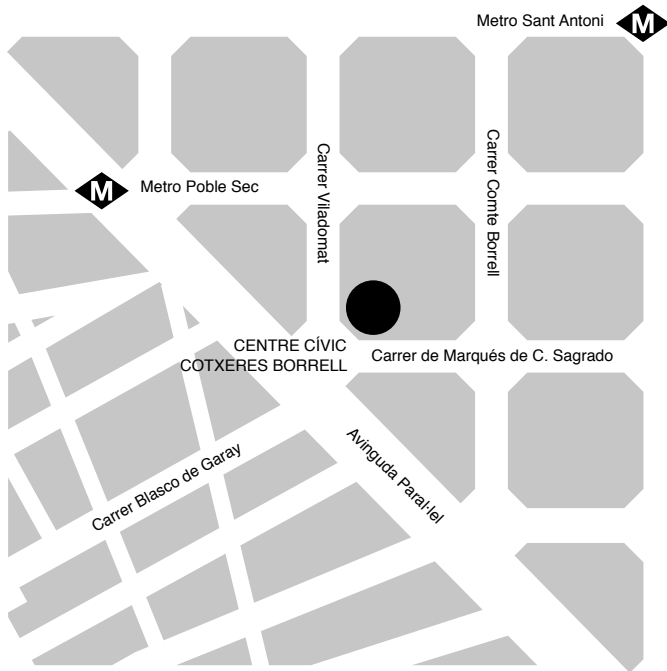 Metro Sant Antoni
M
M
Metro Poble Sec
Carrer Viladomat
Carrer Comte Borrell
CENTRE CÍVIC
COTXERES BORRELL
Carrer de Marqués de C. Sagrado
Avinguda Paral·lel
Carrer Blasco de Garay